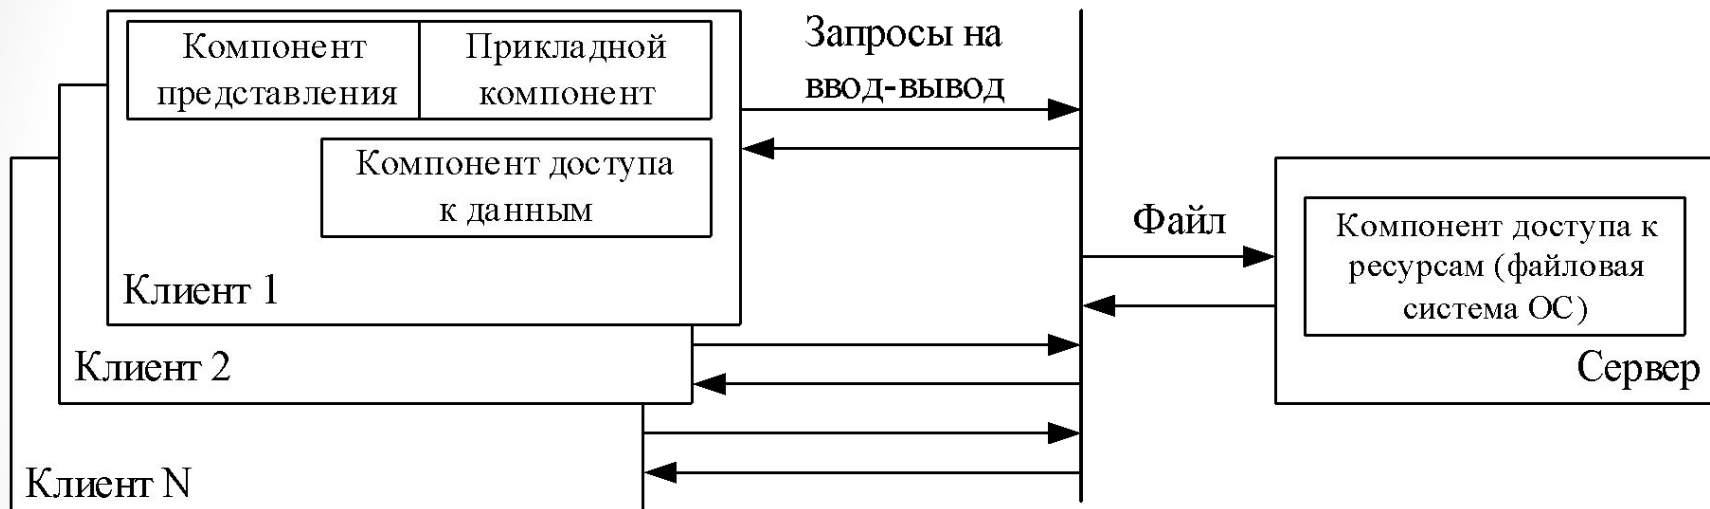 Компонент
представления
Прикладной
компонент
Компонент доступа
к данным
Клиент 1
Клиент 2
Клиент N
Запросы на
ввод-вывод
Файл
Компонент доступа к
ресурсам (файловая
система ОС)
Сервер